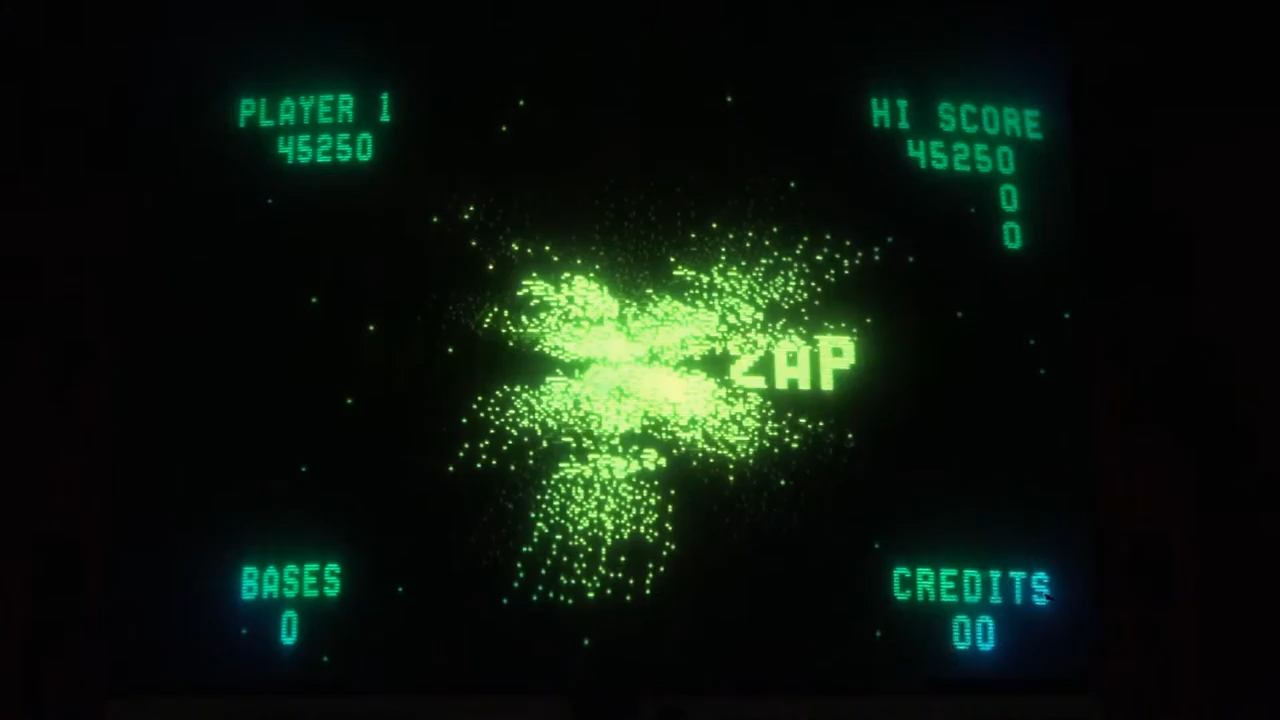 PLAYER 1
45250
HI SCORE
45250
0
0
ZAP
BASES
0
CREDITS
00